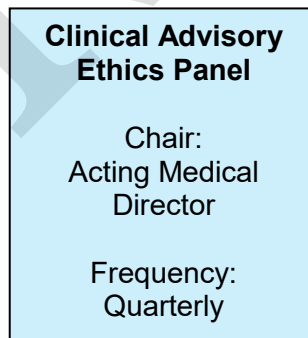 Clinical Advisory
Ethics Panel
Chair:
Acting Medical
Director
Frequency:
Quarterly